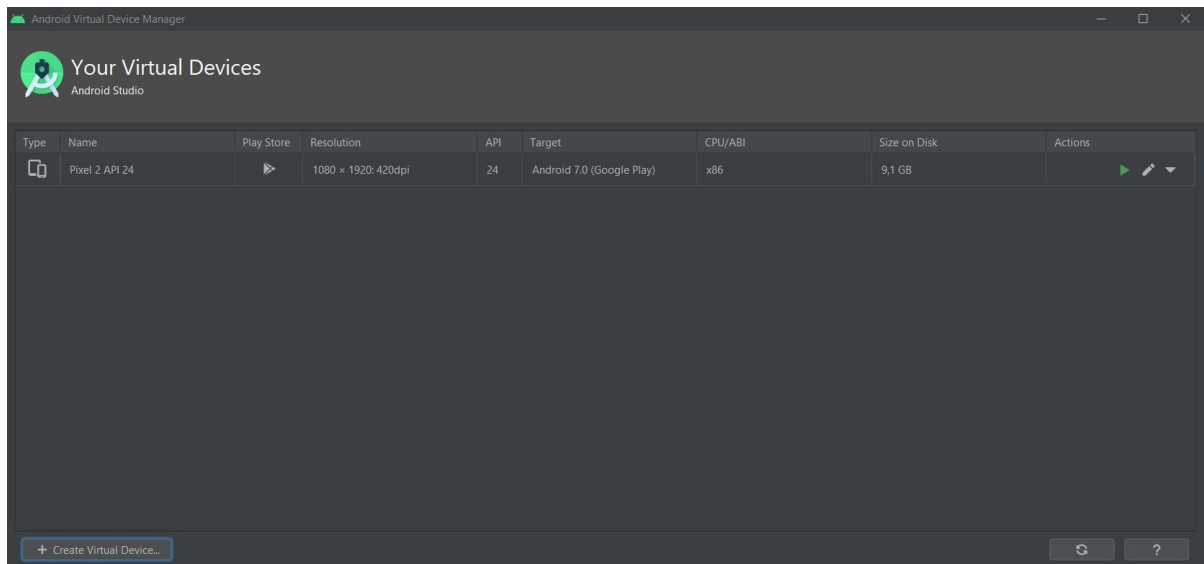 Android Virtual Device Manager
Your Virtual Devices
Android Studio
Type Name Play Store Resolution API Target CPU/ABI Size on Disk Actions
Pixel 2 API 24 1080 × 1920: 420dpi 24 Android 7.0 (Google Play) x86 9,1 GB
+ Create Virtual Device... ?